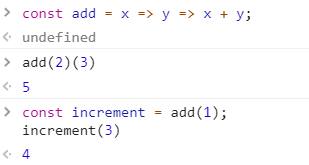 > const add = x => y => x + y;
<· undefined
> add(2)(3)
<· 5
> const increment = add(1);
increment(3)
<· 4